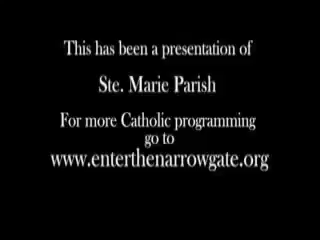 This has been a presentation of
Ste. Marie Parish
For more Catholic programming
go to
www.enterthenarrowgate.org